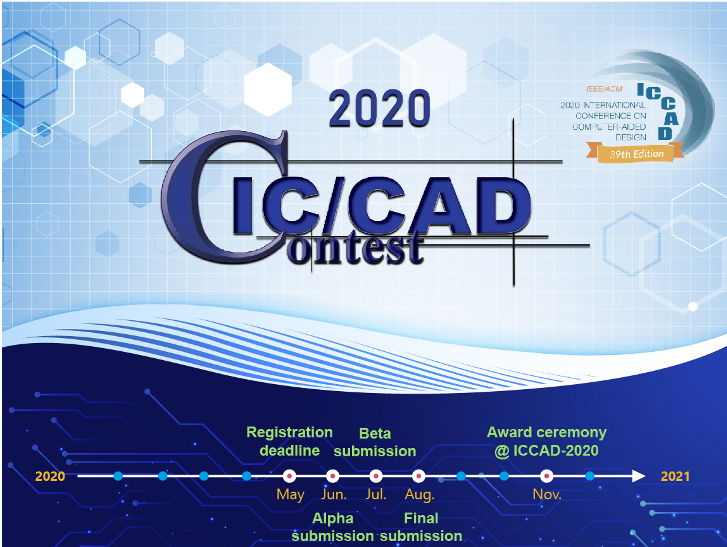 2020
IC/CAD
Contest
IEEE/ACM
ICCAD
2020 INTERNATIONAL
CONFERENCE ON
COMPUTER-AIDED
DESIGN
39th Edition
Registration
deadline
Beta
submission
Award ceremony
@ ICCAD-2020
2020
2021
May
Jun.
Jul.
Aug.
Nov.
Alpha
submission
Final
submission